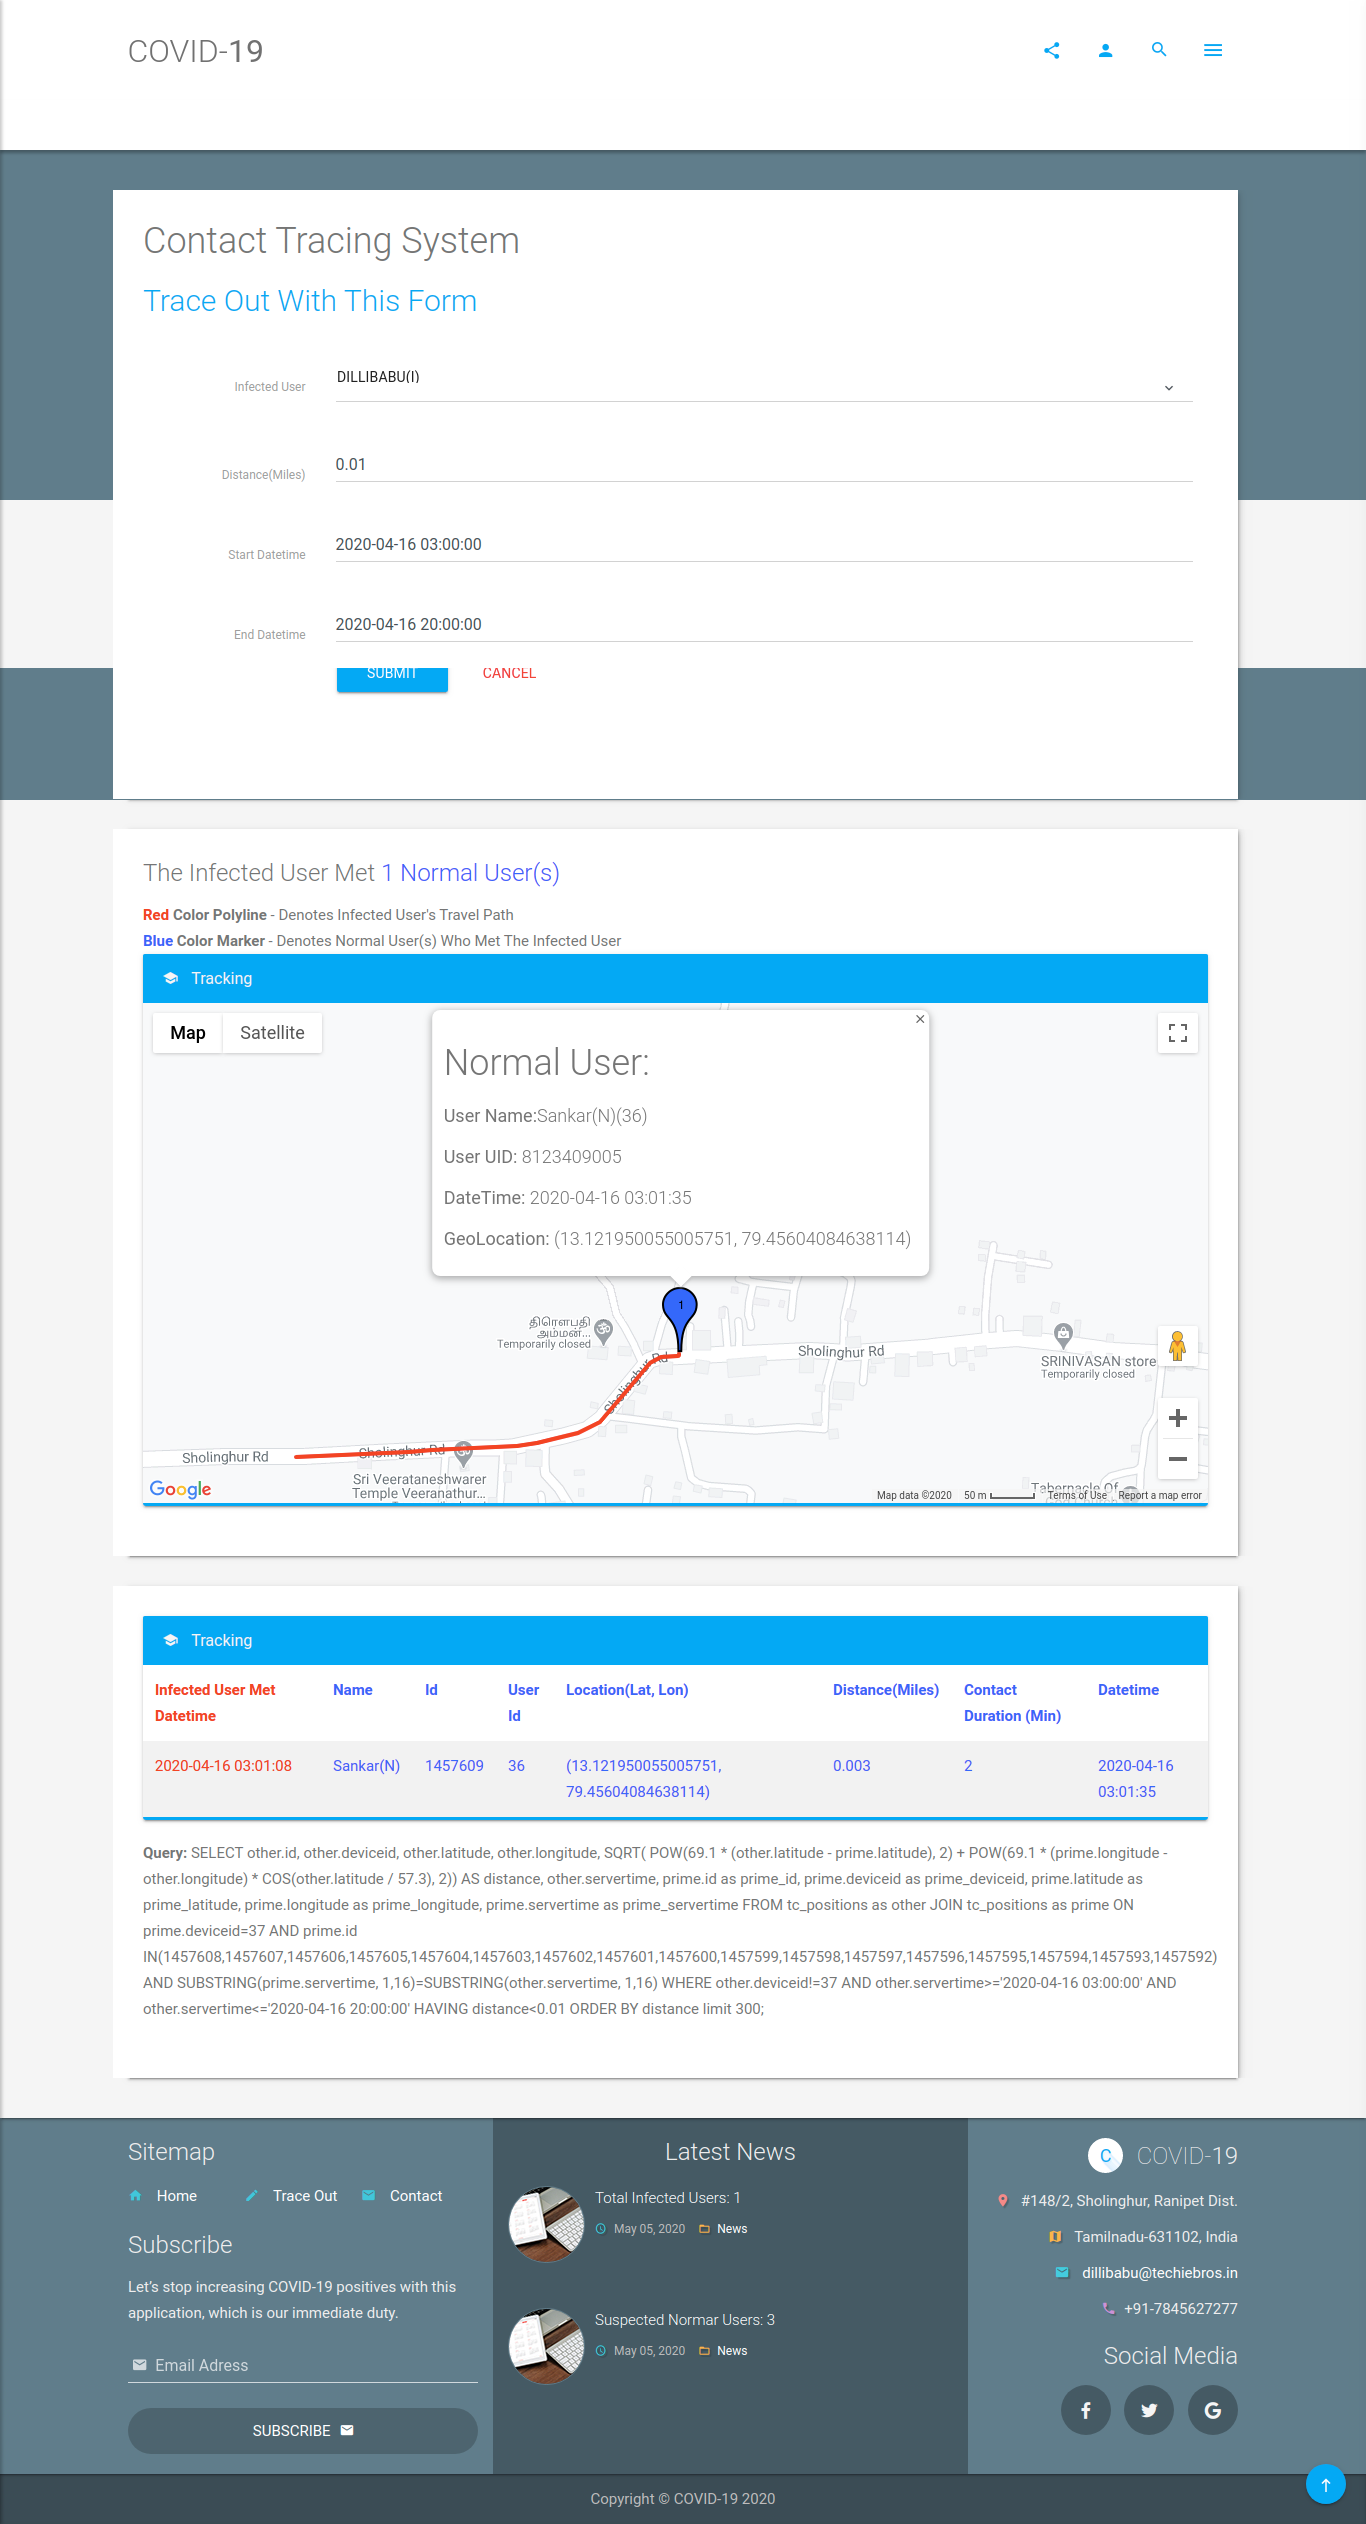 COVID-19
Contact Tracing System
Trace Out With This Form
Infected User
DILLIBABU(I)
Distance(Miles)
0.01
Start Datetime
2020-04-16 03:00:00
End Datetime
2020-04-16 20:00:00
SUBMIT CANCEL
The Infected User Met 1 Normal User(s)
Red Color Polyline - Denotes Infected User's Travel Path
Blue Color Marker - Denotes Normal User(s) Who Met The Infected User
Tracking
Map Satellite
Normal User:
User Name:Sankar(N)(36)
User UID: 8123409005
DateTime: 2020-04-16 03:01:35
GeoLocation: (13.121950055005751, 79.45604084638114)
1
திரௌபதி
அம்மன்...
Temporarily closed
Sholinghur Rd
Sholinghur Rd
SRINIVASAN store
Temporarily closed
Sholinghur Rd
Sholinghur Rd
Sri Veerataneshwarer
Temple Veeranathur...
Tabernacle Of
Google
Map data ©2020 50 m Terms of Use Report a map error
Tracking
Infected User Met Datetime Name Id User Id Location(Lat, Lon) Distance(Miles) Contact Duration (Min) Datetime
2020-04-16 03:01:08 Sankar(N) 1457609 36 (13.121950055005751, 79.45604084638114) 0.003 2 2020-04-16 03:01:35
Query: SELECT other.id, other.deviceid, other.latitude, other.longitude, SQRT( POW(69.1 * (other.latitude - prime.latitude), 2) + POW(69.1 * (prime.longitude -
other.longitude) * COS(other.latitude / 57.3), 2)) AS distance, other.servertime, prime.id as prime_id, prime.deviceid as prime_deviceid, prime.latitude as
prime_latitude, prime.longitude as prime_longitude, prime.servertime as prime_servertime FROM tc_positions as other JOIN tc_positions as prime ON
prime.deviceid=37 AND prime.id
IN(1457608,1457607,1457606,1457605,1457604,1457603,1457602,1457601,1457600,1457599,1457598,1457597,1457596,1457595,1457594,1457593,1457592)
AND SUBSTRING(prime.servertime, 1,16)=SUBSTRING(other.servertime, 1,16) WHERE other.deviceid!=37 AND other.servertime>='2020-04-16 03:00:00' AND
other.servertime<='2020-04-16 20:00:00' HAVING distance<0.01 ORDER BY distance limit 300;
Sitemap
Home Trace Out Contact
Subscribe
Let's stop increasing COVID-19 positives with this
application, which is our immediate duty.
Email Adress
SUBSCRIBE
Latest News
Total Infected Users: 1
May 05, 2020 News
Suspected Normar Users: 3
May 05, 2020 News
C COVID-19
#148/2, Sholinghur, Ranipet Dist.
Tamilnadu-631102, India
dillibabu@techiebros.in
+91-7845627277
Social Media
Copyright © COVID-19 2020